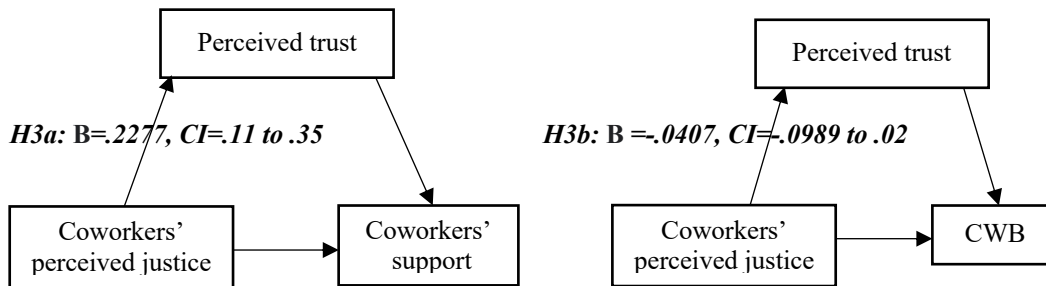 Perceived trust
H3a: B=.2277, CI=.11 to .35
Coworkers’
perceived justice
Coworkers’
support
Perceived trust
H3b: B =-.0407, CI=-.0989 to .02
Coworkers’
perceived justice
CWB